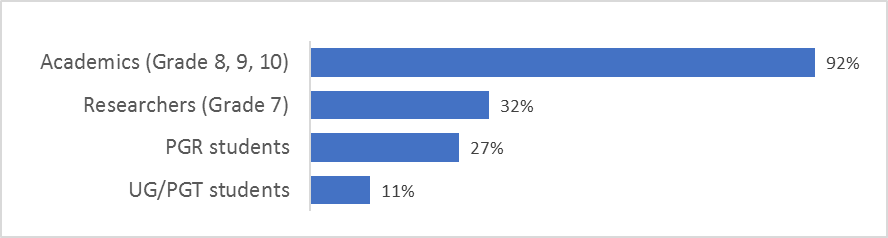 Academics (Grade 8, 9, 10) 92%
Researchers (Grade 7) 32%
PGR students 27%
UG/PGT students 11%